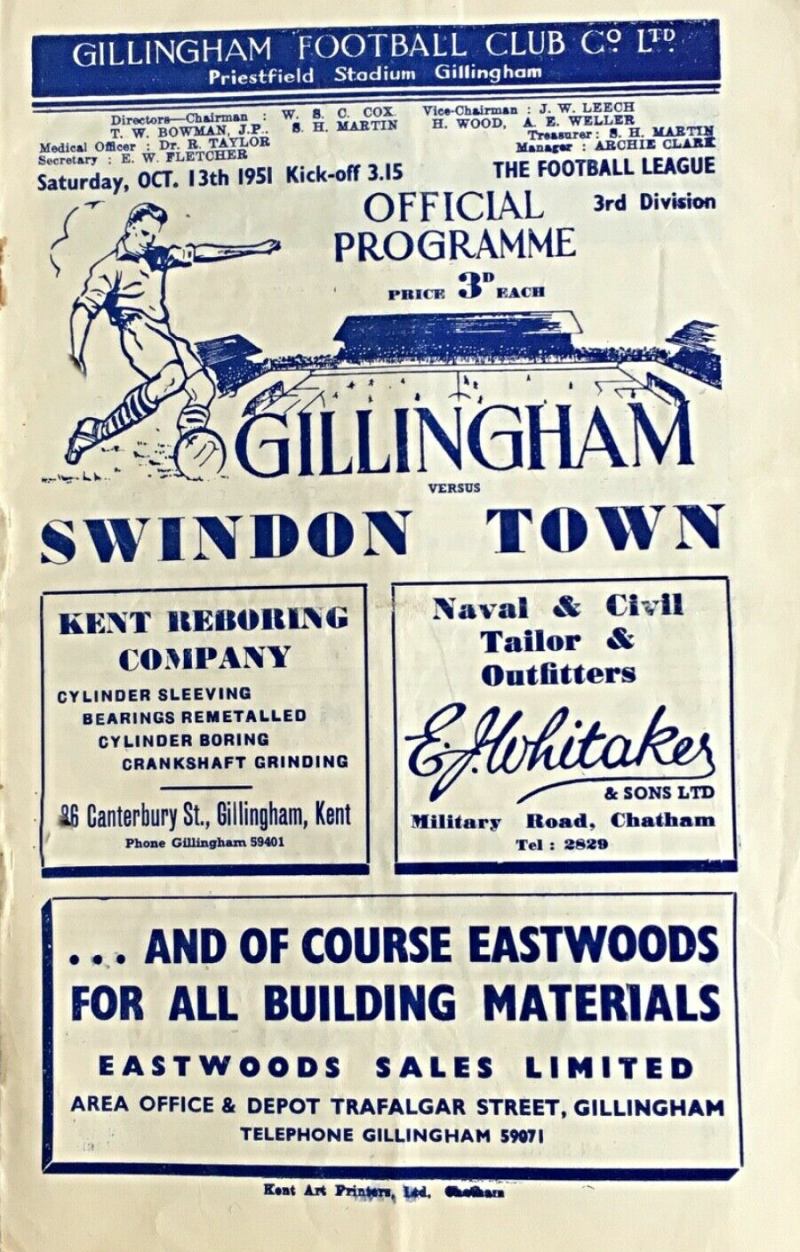 GILLINGHAM FOOTBALL CLUB Co LTD.
Priestfield Stadium Gillingham
Directors—Chairman : W. S. C. COX Vice-Chairman : J. W. LEECH
T. W. BOWMAN, J.P. S. H. MARTIN H. WOOD, A. E. WELLER
Medical Officer : Dr. R. TAYLOR Treasurer: S. H. MARTIN
Secretary : E. W. FLETCHER Manager : ARCHIE CLARK
Saturday, OCT. 13th 1951 Kick-off 3.15 THE FOOTBALL LEAGUE
3rd Division
OFFICIAL
PROGRAMME
PRICE 3D EACH
GILLINGHAM
VERSUS
SWINDON TOWN
KENT REBORING
COMPANY
CYLINDER SLEEVING
BEARINGS REMETALLED
CYLINDER BORING
CRANKSHAFT GRINDING
Canterbury St., Gillingham, Kent
Phone Gillingham 59401
Naval & Civil
Tailor &
Outfitters
E. J. Whitaker
& SONS LTD
Military Road, Chatham
Tel : 2829
... AND OF COURSE EASTWOODS
FOR ALL BUILDING MATERIALS
EASTWOODS SALES LIMITED
AREA OFFICE & DEPOT TRAFALGAR STREET, GILLINGHAM
TELEPHONE GILLINGHAM 59071
Kent Art Printers, Ltd. Chatham